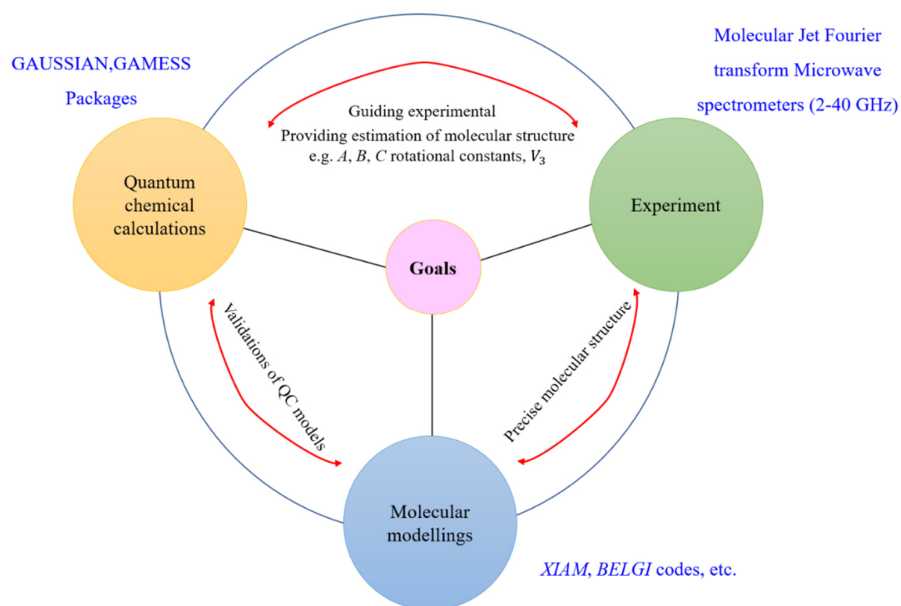 GAUSSIAN,GAMESS
Packages
Molecular Jet Fourier
transform Microwave
spectrometers (2-40 GHz)
Guiding experimental
Providing estimation of molecular structure
e.g. A, B, C rotational constants, V₃
Quantum
chemical
calculations
Experiment
Goals
Validations of QC models
Precise molecular structure
Molecular
modellings
XIAM, BELGI codes, etc.